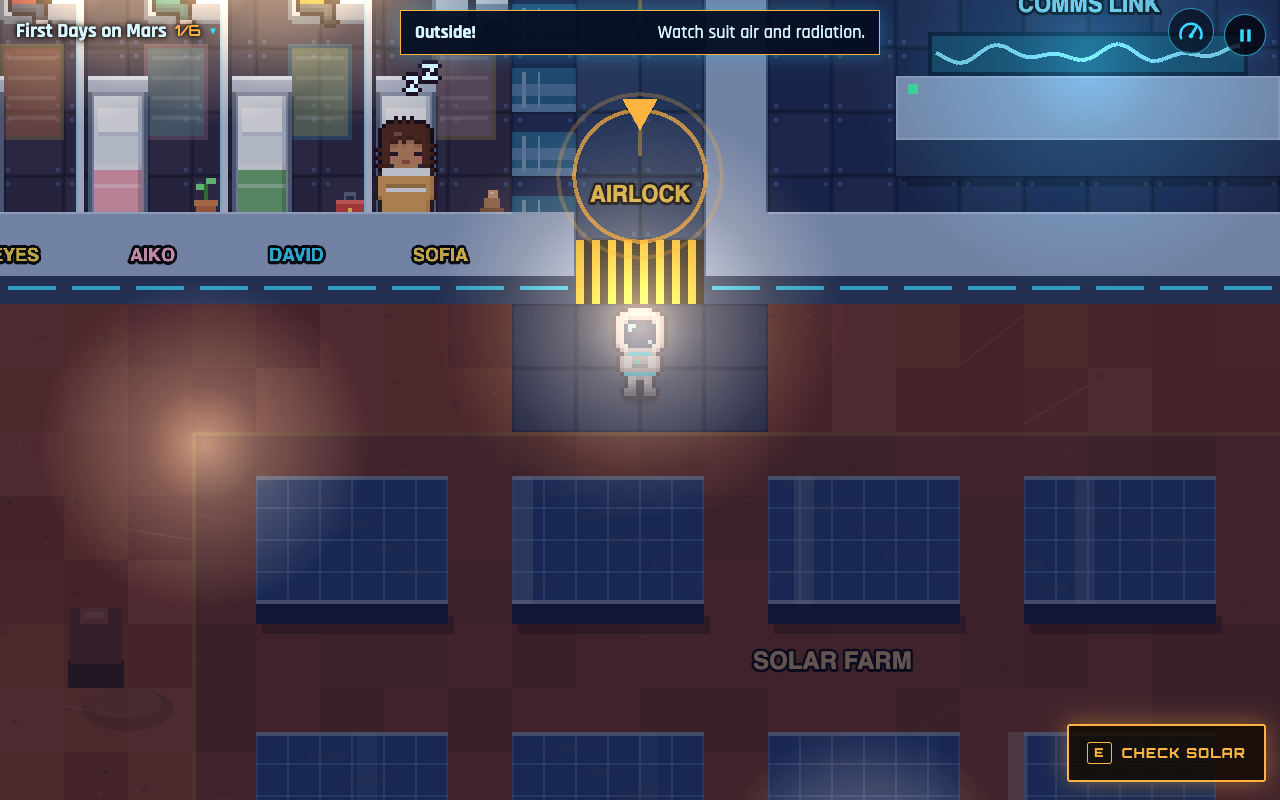 COMMS LINK
First Days on Mars 1/6
Outside! Watch suit air and radiation.
Z Z
AIRLOCK
EYES AIKO DAVID SOFIA
SOLAR FARM
E CHECK SOLAR